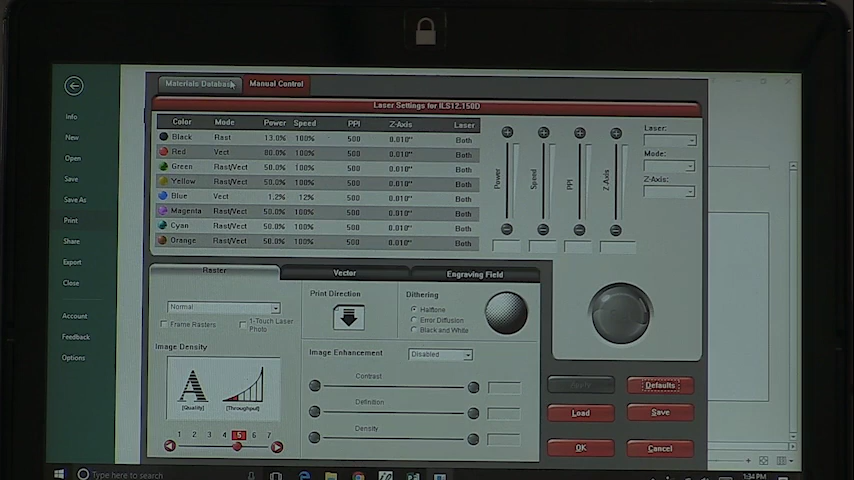 Materials Database Manual Control
Laser Settings for ILS12.150D
Color Mode Power Speed PPI Z-Axis Laser
Black Rast 13.0% 100% 500 0.010" Both
Red Vect 80.0% 100% 500 0.010" Both
Green Rast/Vect 50.0% 100% 500 0.010" Both
Yellow Rast/Vect 50.0% 100% 500 0.010" Both
Blue Vect 1.2% 12% 500 0.010" Both
Magenta Rast/Vect 50.0% 100% 500 0.010" Both
Cyan Rast/Vect 50.0% 100% 500 0.010" Both
Orange Rast/Vect 50.0% 100% 500 0.010" Both
Power
Speed
PPI
Z-Axis
Laser:
Mode:
Z-Axis:
Info
New
Open
Save
Save As
Print
Share
Export
Close
Account
Feedback
Options
Raster Vector Engraving Field
Normal
Frame Rasters
1-Touch Laser
Photo
Print Direction
Dithering
Halftone
Error Diffusion
Black and White
Image Density
A
[Quality] [Throughput]
1 2 3 4 5 6 7
Image Enhancement Disabled
Contrast
Definition
Density
Apply Defaults
Load Save
OK Cancel
Type here to search
1:34 PM